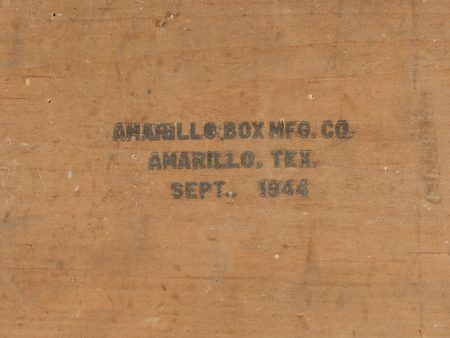 AMARILLO BOX MFG. CO.
AMARILLO, TEX.
SEPT., 1944